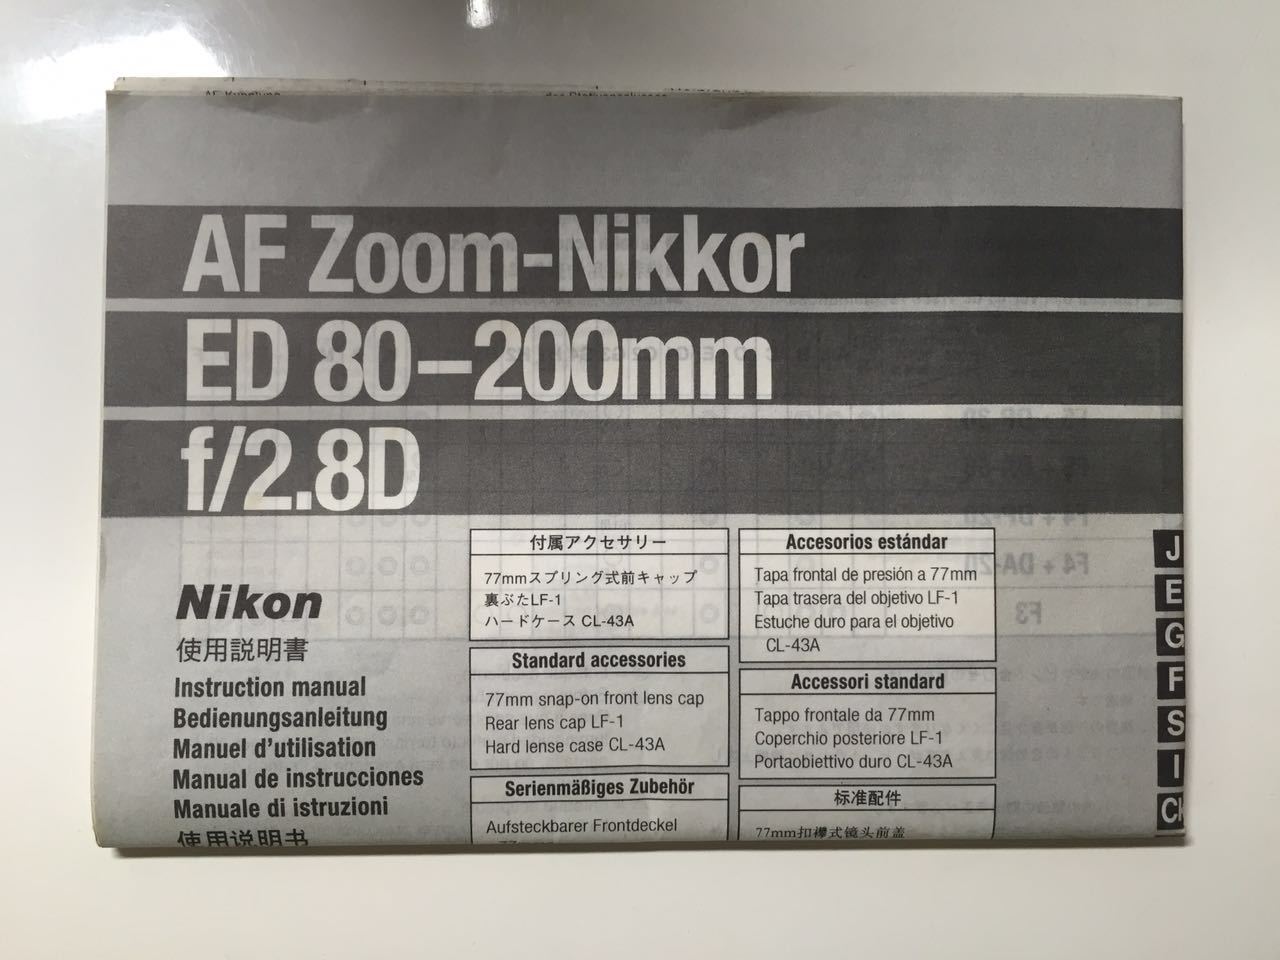 AF Zoom-Nikkor
ED 80–200mm
f/2.8D
Nikon
使用説明書
Instruction manual
Bedienungsanleitung
Manuel d'utilisation
Manual de instrucciones
Manuale di istruzioni
使用说明书
付属アクセサリー
77mmスプリング式前キャップ
裏ぶたLF-1
ハードケース CL-43A
Standard accessories
77mm snap-on front lens cap
Rear lens cap LF-1
Hard lense case CL-43A
Serienmäßiges Zubehör
Aufsteckbarer Frontdeckel
Accesorios estándar
Tapa frontal de presión a 77mm
Tapa trasera del objetivo LF-1
Estuche duro para el objetivo
CL-43A
Accessori standard
Tappo frontale da 77mm
Coperchio posteriore LF-1
Portaobiettivo duro CL-43A
标准配件
77mm扣襻式镜头前盖
J
E
G
F
S
I
Ch